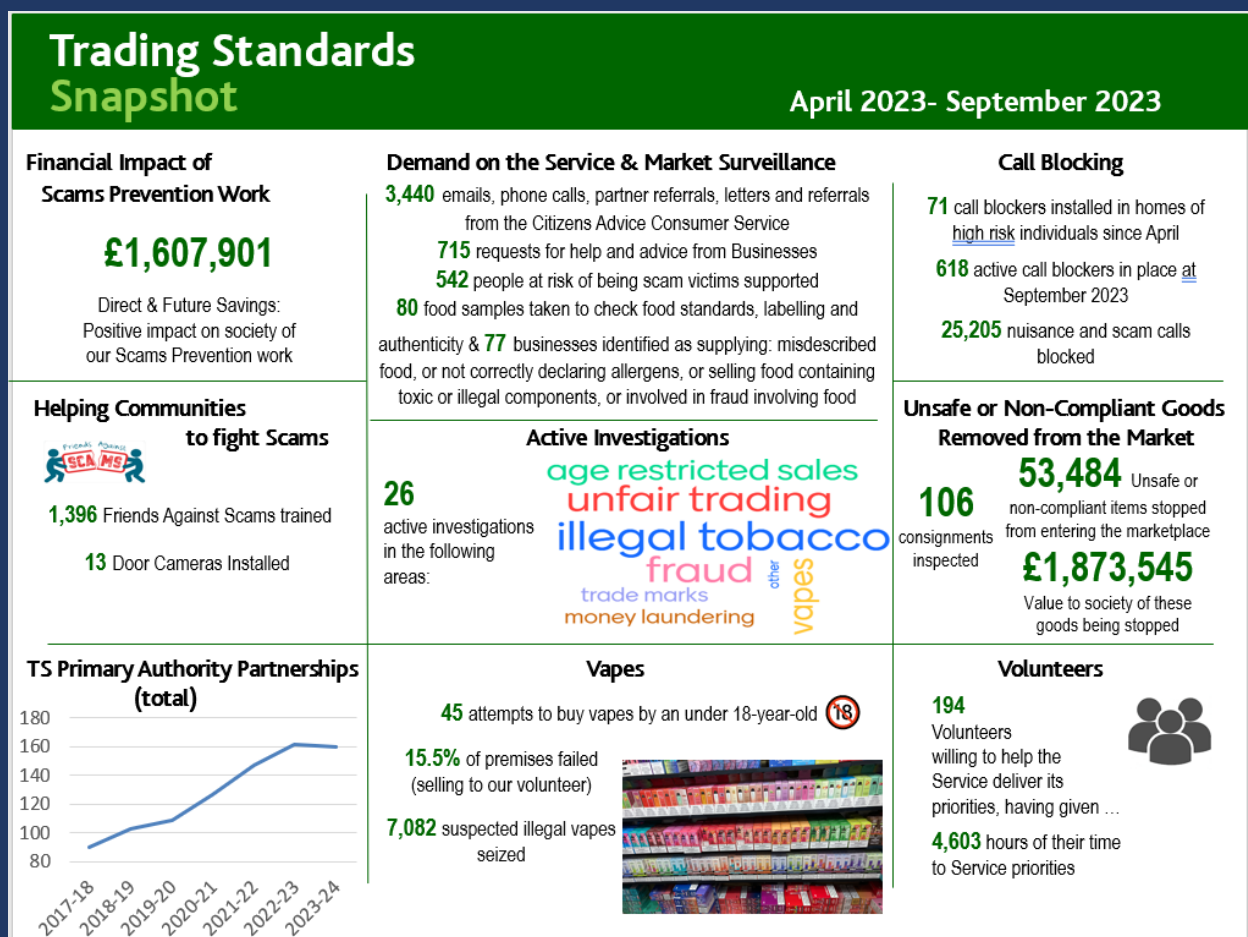 Trading Standards
Snapshot
April 2023- September 2023
Financial Impact of
Scams Prevention Work
£1,607,901
Direct & Future Savings:
Positive impact on society of
our Scams Prevention work
Demand on the Service & Market Surveillance
3,440 emails, phone calls, partner referrals, letters and referrals
from the Citizens Advice Consumer Service
715 requests for help and advice from Businesses
542 people at risk of being scam victims supported
80 food samples taken to check food standards, labelling and
authenticity & 77 businesses identified as supplying: misdescribed
food, or not correctly declaring allergens, or selling food containing
toxic or illegal components, or involved in fraud involving food
Call Blocking
71 call blockers installed in homes of
high risk individuals since April
618 active call blockers in place at
September 2023
25,205 nuisance and scam calls
blocked
Helping Communities
to fight Scams
Friends Against
SCAMS
1,396 Friends Against Scams trained
13 Door Cameras Installed
Active Investigations
26
active investigations
in the following
areas:
age restricted sales
unfair trading
illegal tobacco
fraud
other
vapes
trade marks
money laundering
Unsafe or Non-Compliant Goods
Removed from the Market
106
consignments
inspected
53,484 Unsafe or
non-compliant items stopped
from entering the marketplace
£1,873,545
Value to society of these
goods being stopped
TS Primary Authority Partnerships
(total)
180
160
140
120
100
80
2017-18
2018-19
2019-20
2020-21
2021-22
2022-23
2023-24
Vapes
45 attempts to buy vapes by an under 18-year-old
18
15.5% of premises failed
(selling to our volunteer)
7,082 suspected illegal vapes
seized
Volunteers
194
Volunteers
willing to help the
Service deliver its
priorities, having given …
4,603 hours of their time
to Service priorities